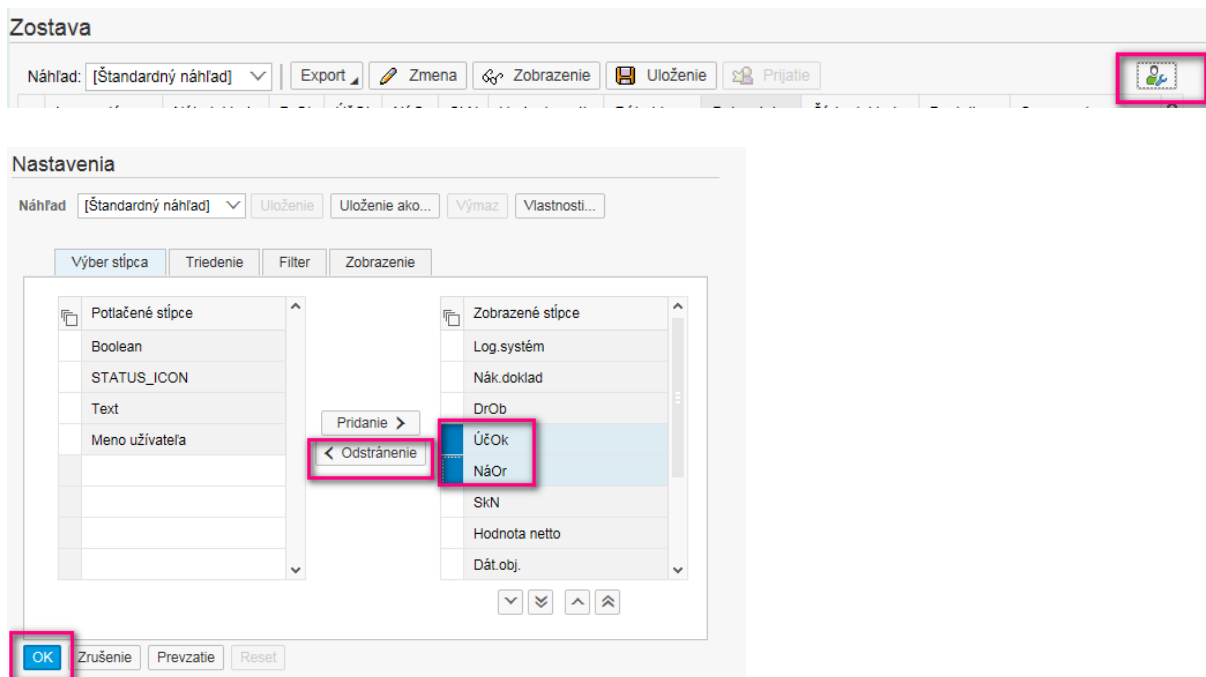 Zostava
Náhľad: [Štandardný náhľad] Export Zmena Zobrazenie Uloženie Prijatie
Nastavenia
Náhľad [Štandardný náhľad] Uloženie Uloženie ako... Výmaz Vlastnosti...
Výber stĺpca Triedenie Filter Zobrazenie
Potlačené stĺpce Zobrazené stĺpce
Boolean Log.systém
STATUS_ICON Nák.doklad
Text DrOb
Meno užívateľa ÚčOk
Pridanie
Odstránenie
NáOr
SkN
Hodnota netto
Dát.obj.
OK Zrušenie Prevzatie Reset